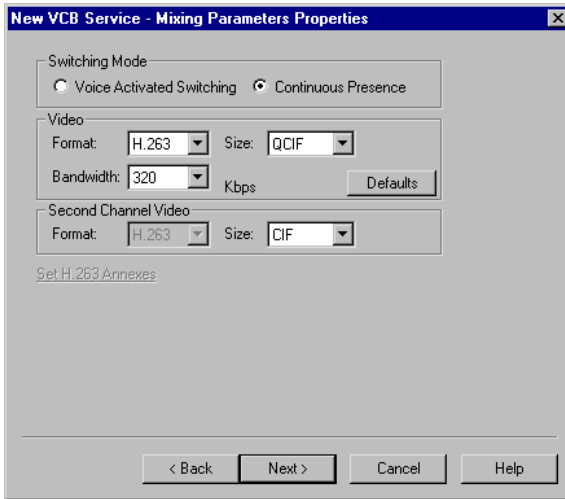 New VCB Service - Mixing Parameters Properties
Switching Mode
Voice Activated Switching Continuous Presence
Video
Format: H.263 Size: QCIF
Bandwidth: 320 Kbps Defaults
Second Channel Video
Format: H.263 Size: CIF
Set H.263 Annexes
< Back Next > Cancel Help